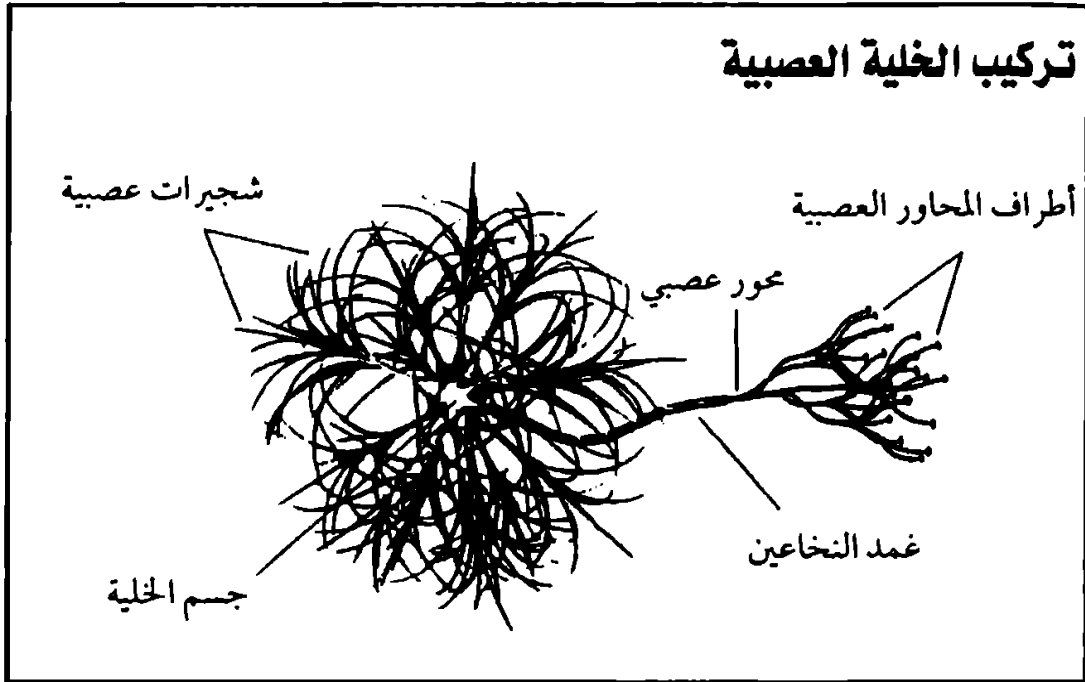 تركيب الخلية العصبية
أطراف المحاور العصبية
شجيرات عصبية
محور عصبي
غمد النخاعين
جسم الخلية